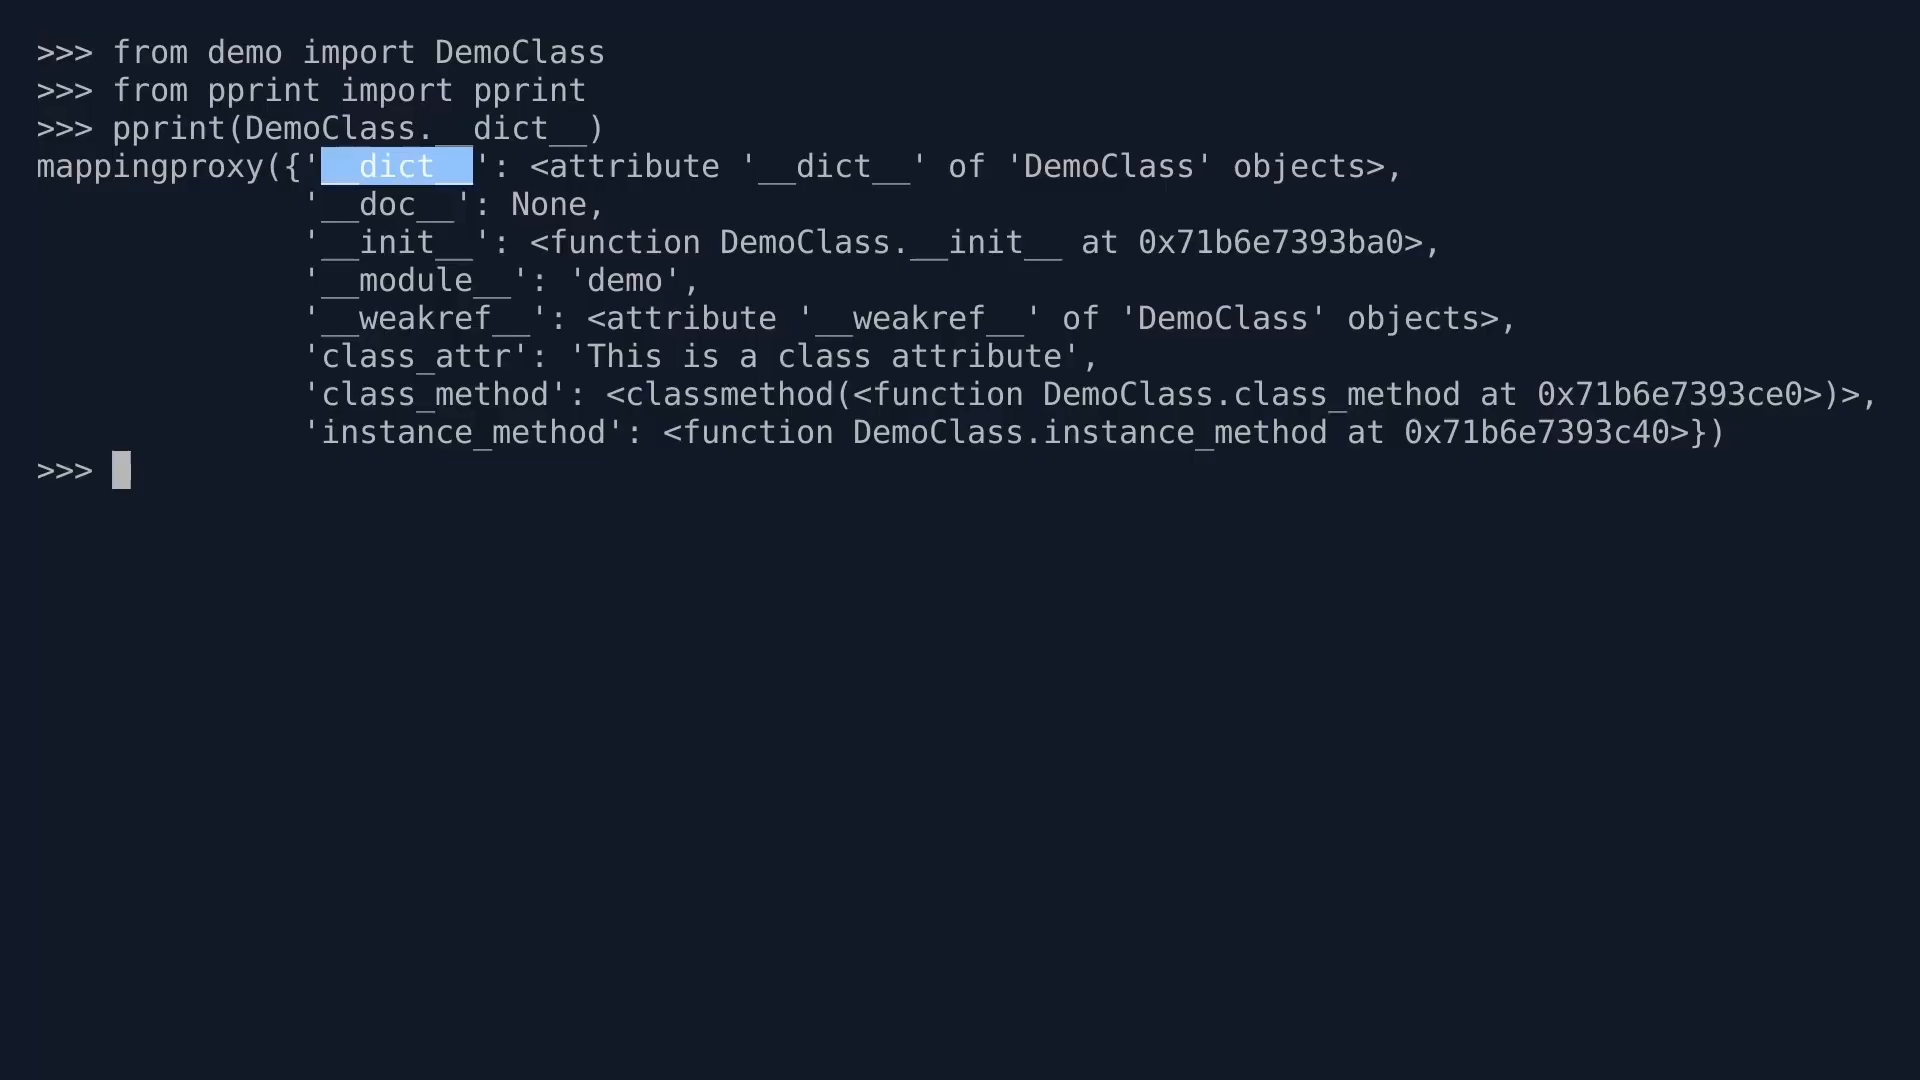 >>> from demo import DemoClass
>>> from pprint import pprint
>>> pprint(DemoClass.__dict__)
mappingproxy({'__dict__': <attribute '__dict__' of 'DemoClass' objects>,
              '__doc__': None,
              '__init__': <function DemoClass.__init__ at 0x71b6e7393ba0>,
              '__module__': 'demo',
              '__weakref__': <attribute '__weakref__' of 'DemoClass' objects>,
              'class_attr': 'This is a class attribute',
              'class_method': <classmethod(<function DemoClass.class_method at 0x71b6e7393ce0>)>,
              'instance_method': <function DemoClass.instance_method at 0x71b6e7393c40>})
>>>